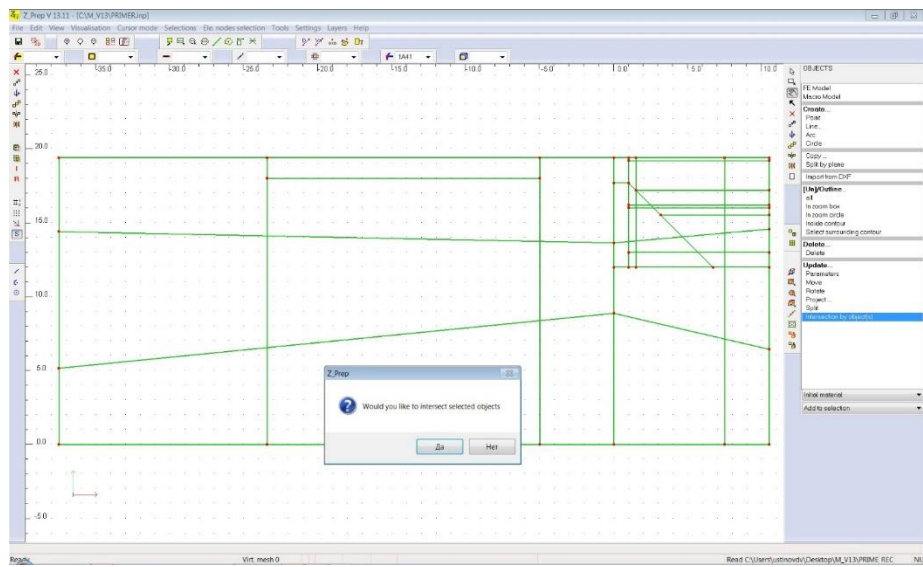 Z_Prep V 13.11 - [C:\M_V13\PRIMER.inp]
File Edit View Visualisation Cursor mode Selections Ele. nodes selection Tools Settings Layers Help
1A41
25.0
-35.0 -30.0 -25.0 -20.0 -15.0 -10.0 -5.0 0.0 5.0 10.0
20.0
15.0
10.0
5.0
0.0
-5.0
OBJECTS
FE Model
Macro Model
Create...
Point
Line...
Arc
Circle
Copy...
Split by plane
Import from DXF
[Un]/Outline...
all
In zoom box
In zoom circle
Inside contour
Select surrounding contour
Delete...
Delete
Update...
Parameters
Move
Rotate
Project...
Split
Intersection by object(s)
Initial material
Add to selection
Z_Prep
Would you like to intersect selected objects
Да
Нет
Ready
Virt. mesh 0
Read C:\Users\ustinovdv\Desktop\M_V13\PRIME REC